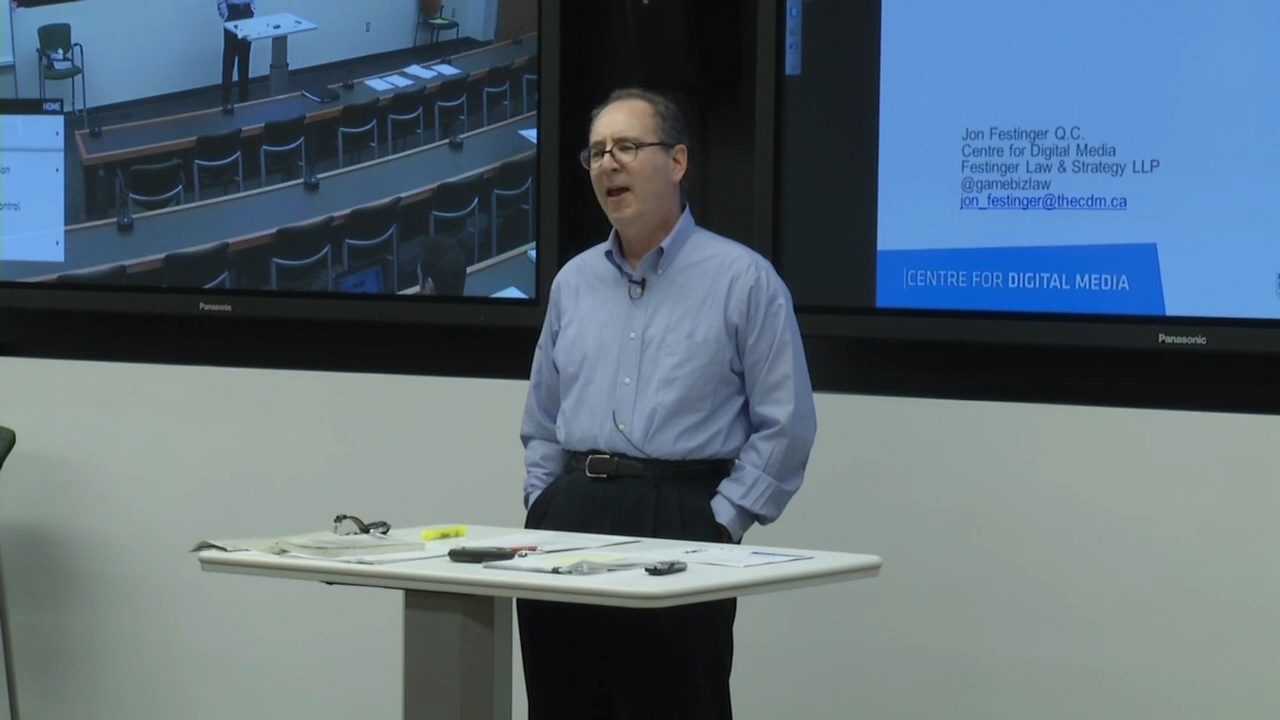 HOME
ontrol
Panasonic
Jon Festinger Q.C.
Centre for Digital Media
Festinger Law & Strategy LLP
@gamebizlaw
jon_festinger@thecdm.ca
CENTRE FOR DIGITAL MEDIA
Panasonic